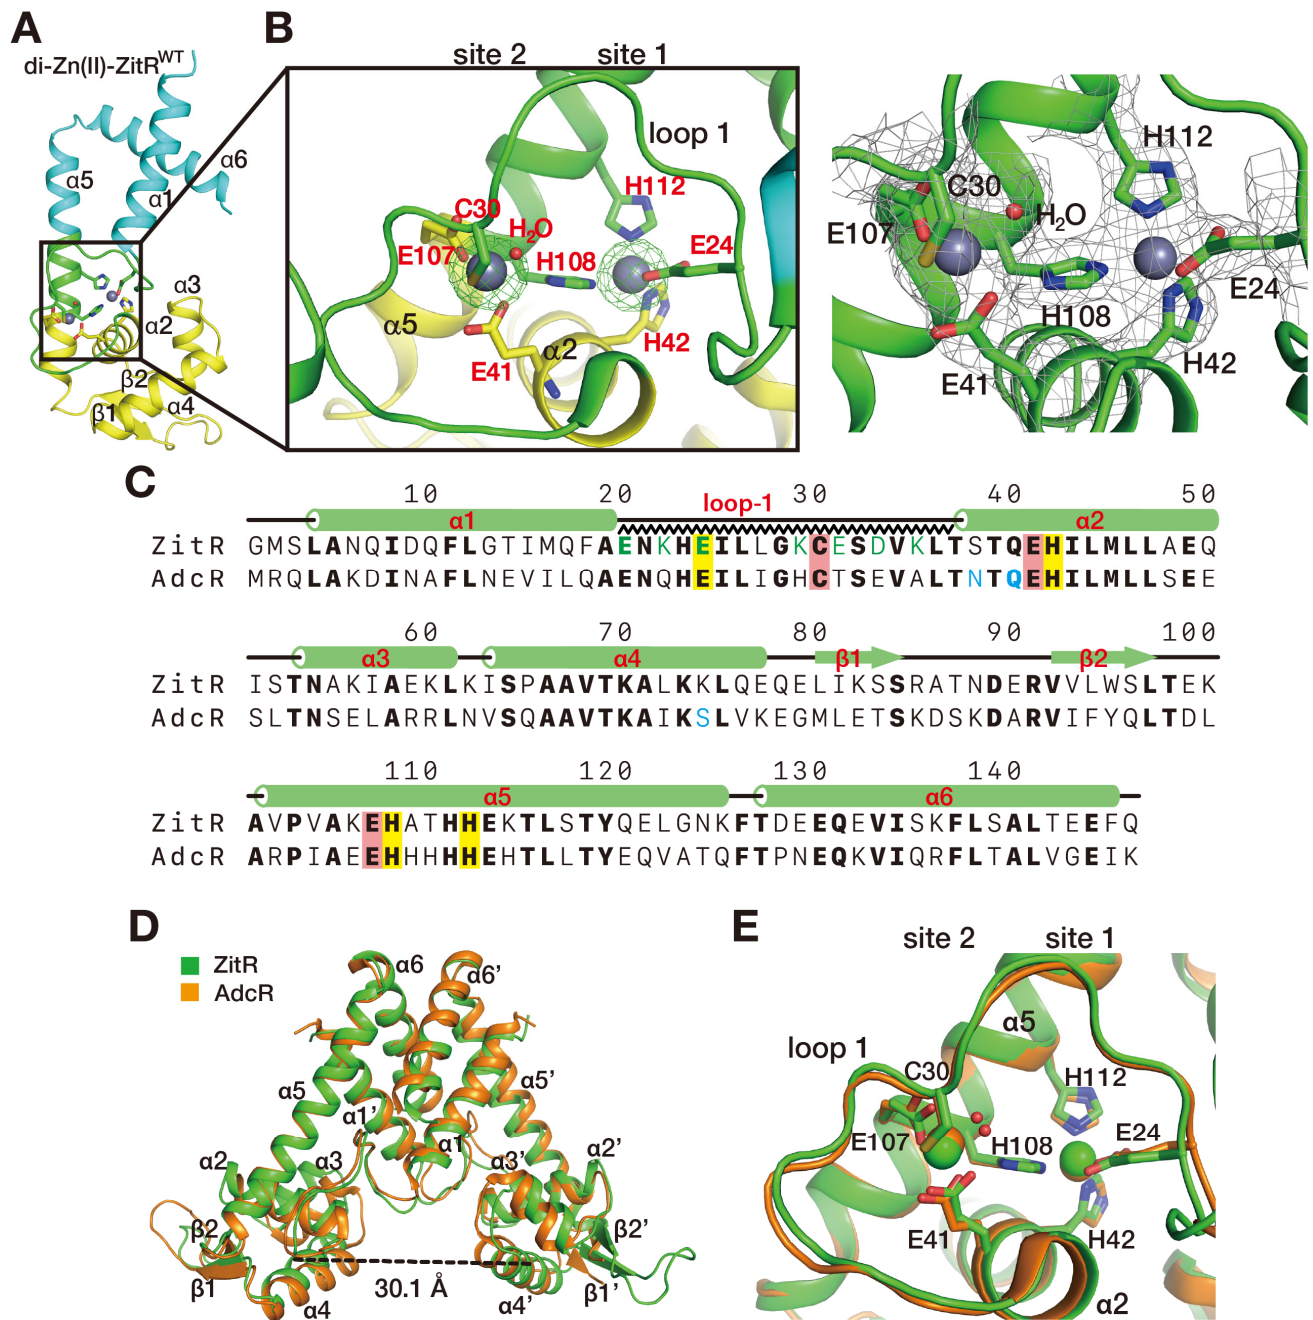 A
di-Zn(II)-ZitRWT
α5
α6
α1
α3
α2
β2
β1
α4
B
site 2 site 1
loop 1
H112
C30
H2O
E107
H108
E24
α5
α2
H42
E41
H112
C30
H2O
E107
E24
H108
H42
E41
C
10 20 30 40 50
loop-1
α1 α2
ZitR GMSLANQIDQFLGTIMQFAENKHEILLGKCESDVKLTSTQEHILMLLAEQ
AdcR MRQLAKDINAFLNEVILQAENQHEILIGHCTSEVALTNTQEHILMLLSEE
60 70 80 90 100
α3 α4 β1 β2
ZitR ISTNAKIAEKLKISPAAVTKALKKLQEQELIKSSRATNDERVVLWSLTEK
AdcR SLTNSELARRLNVSQAAVTKAIKSLVKEGMLETSKDSKDARVIFYQLTDL
110 120 130 140
α5 α6
ZitR AVPVAKEHATHHEKTLSTYQELGNKFTDEEQEVISKFLSALTEEFQ
AdcR ARPIAEEHHHHHEHTLLTYEQVATQFTPNEQKVIQRFLTALVGEIK
D
ZitR
AdcR
α6 α6’
α5 α5’
α1’ α1
α2 α3 α3’ α2’
β2 β2’
β1 α4 30.1 Å α4’ β1’
E
site 2 site 1
α5
loop 1
C30
H112
E107
H108
E24
E41
H42
α2